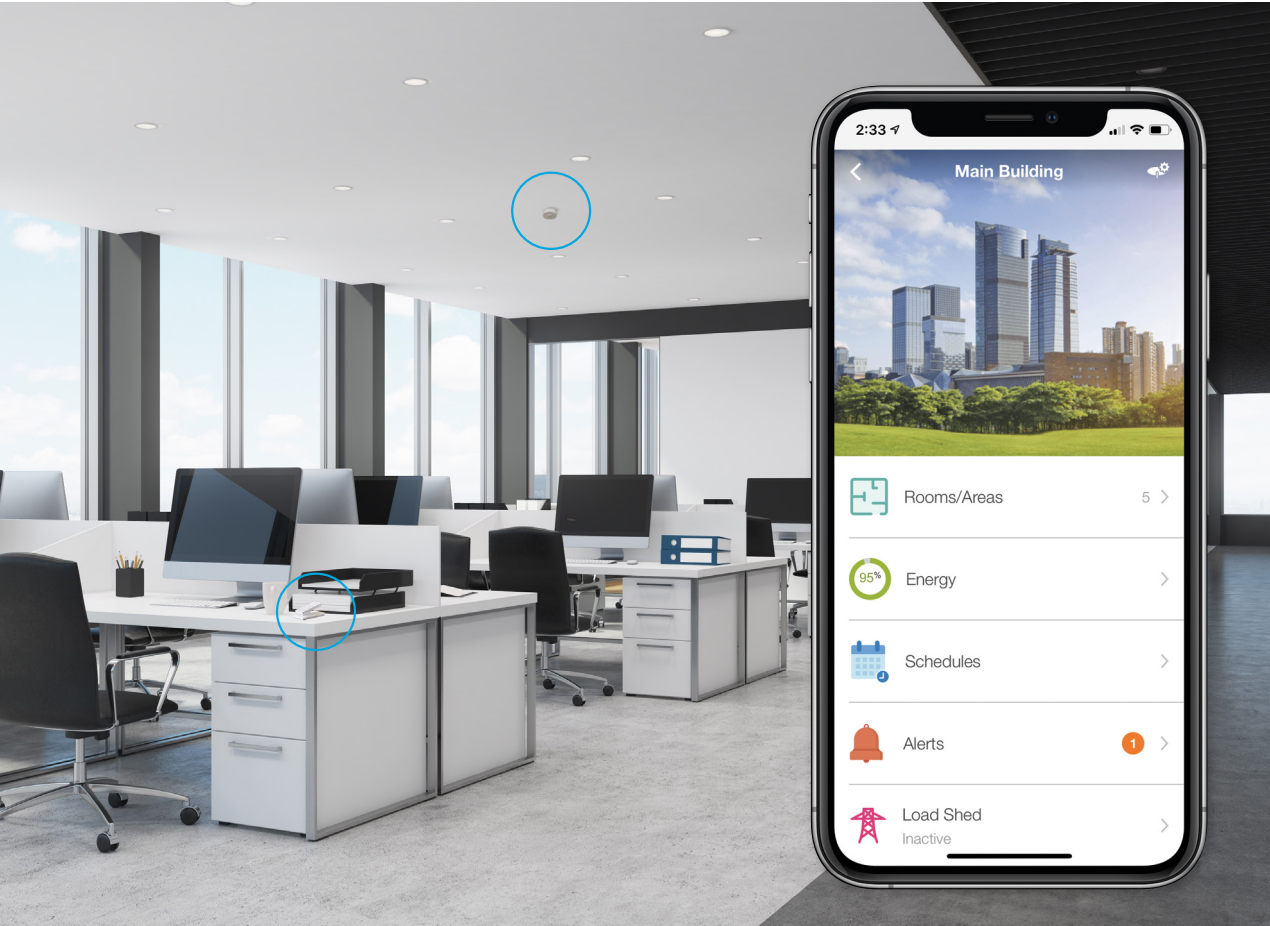 2:33
Main Building
Rooms/Areas 5
95% Energy
Schedules
Alerts 1
Load Shed
Inactive